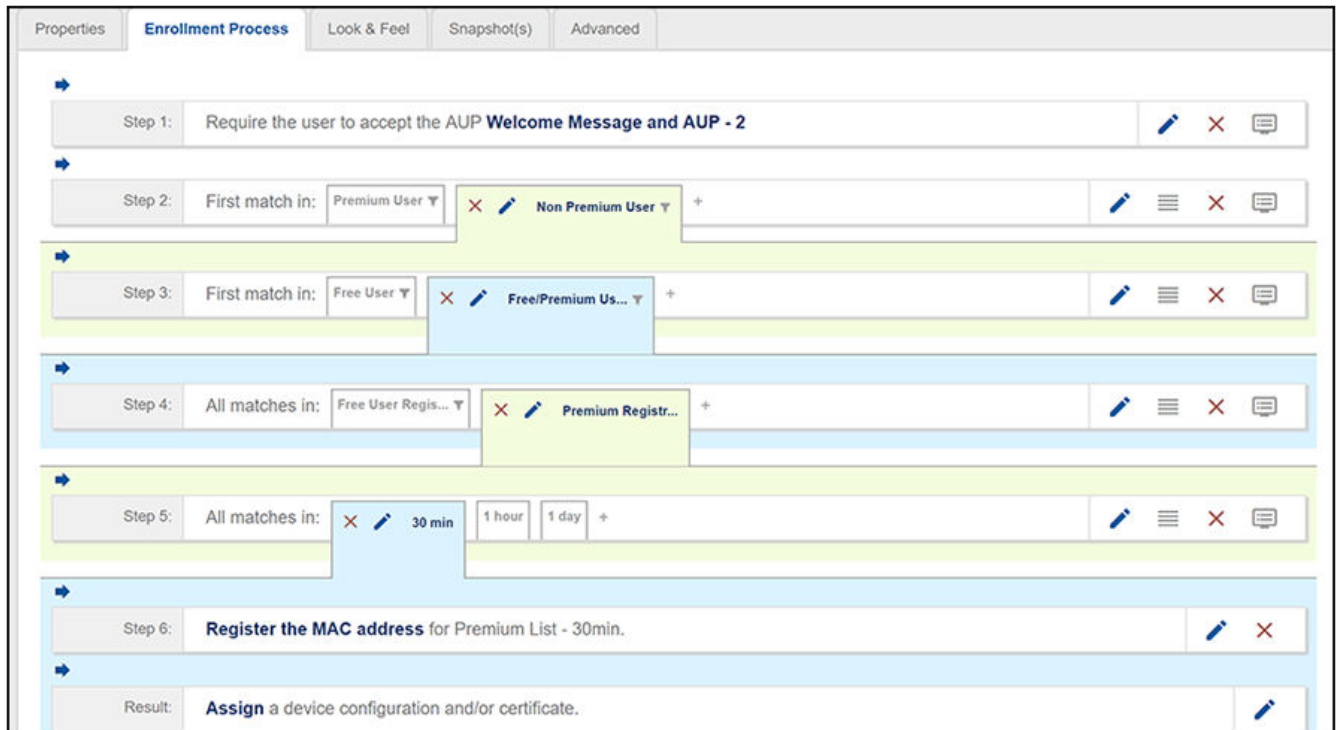 Properties Enrollment Process Look & Feel Snapshot(s) Advanced
Step 1: Require the user to accept the AUP Welcome Message and AUP - 2
Step 2: First match in: Premium User Non Premium User +
Step 3: First match in: Free User Free/Premium Us... +
Step 4: All matches in: Free User Regis... Premium Registr... +
Step 5: All matches in: 30 min 1 hour 1 day +
Step 6: Register the MAC address for Premium List - 30min.
Result: Assign a device configuration and/or certificate.